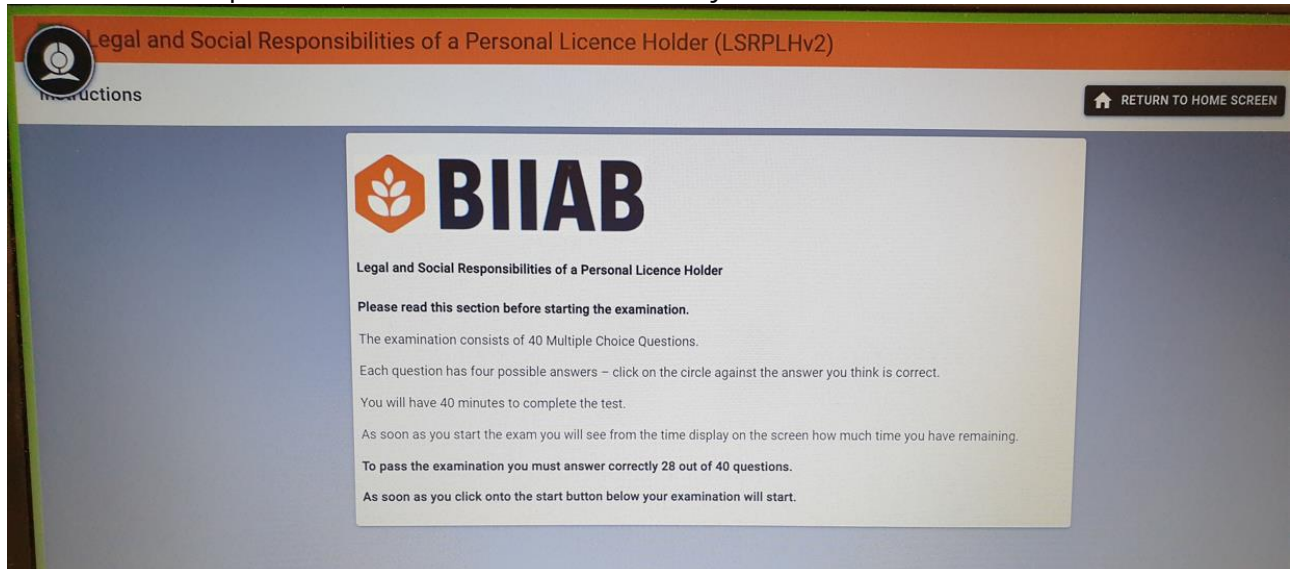 Legal and Social Responsibilities of a Personal Licence Holder (LSRPLHv2)
RETURN TO HOME SCREEN
BIIAB
Legal and Social Responsibilities of a Personal Licence Holder
Please read this section before starting the examination.
The examination consists of 40 Multiple Choice Questions.
Each question has four possible answers – click on the circle against the answer you think is correct.
You will have 40 minutes to complete the test.
As soon as you start the exam you will see from the time display on the screen how much time you have remaining.
To pass the examination you must answer correctly 28 out of 40 questions.
As soon as you click onto the start button below your examination will start.